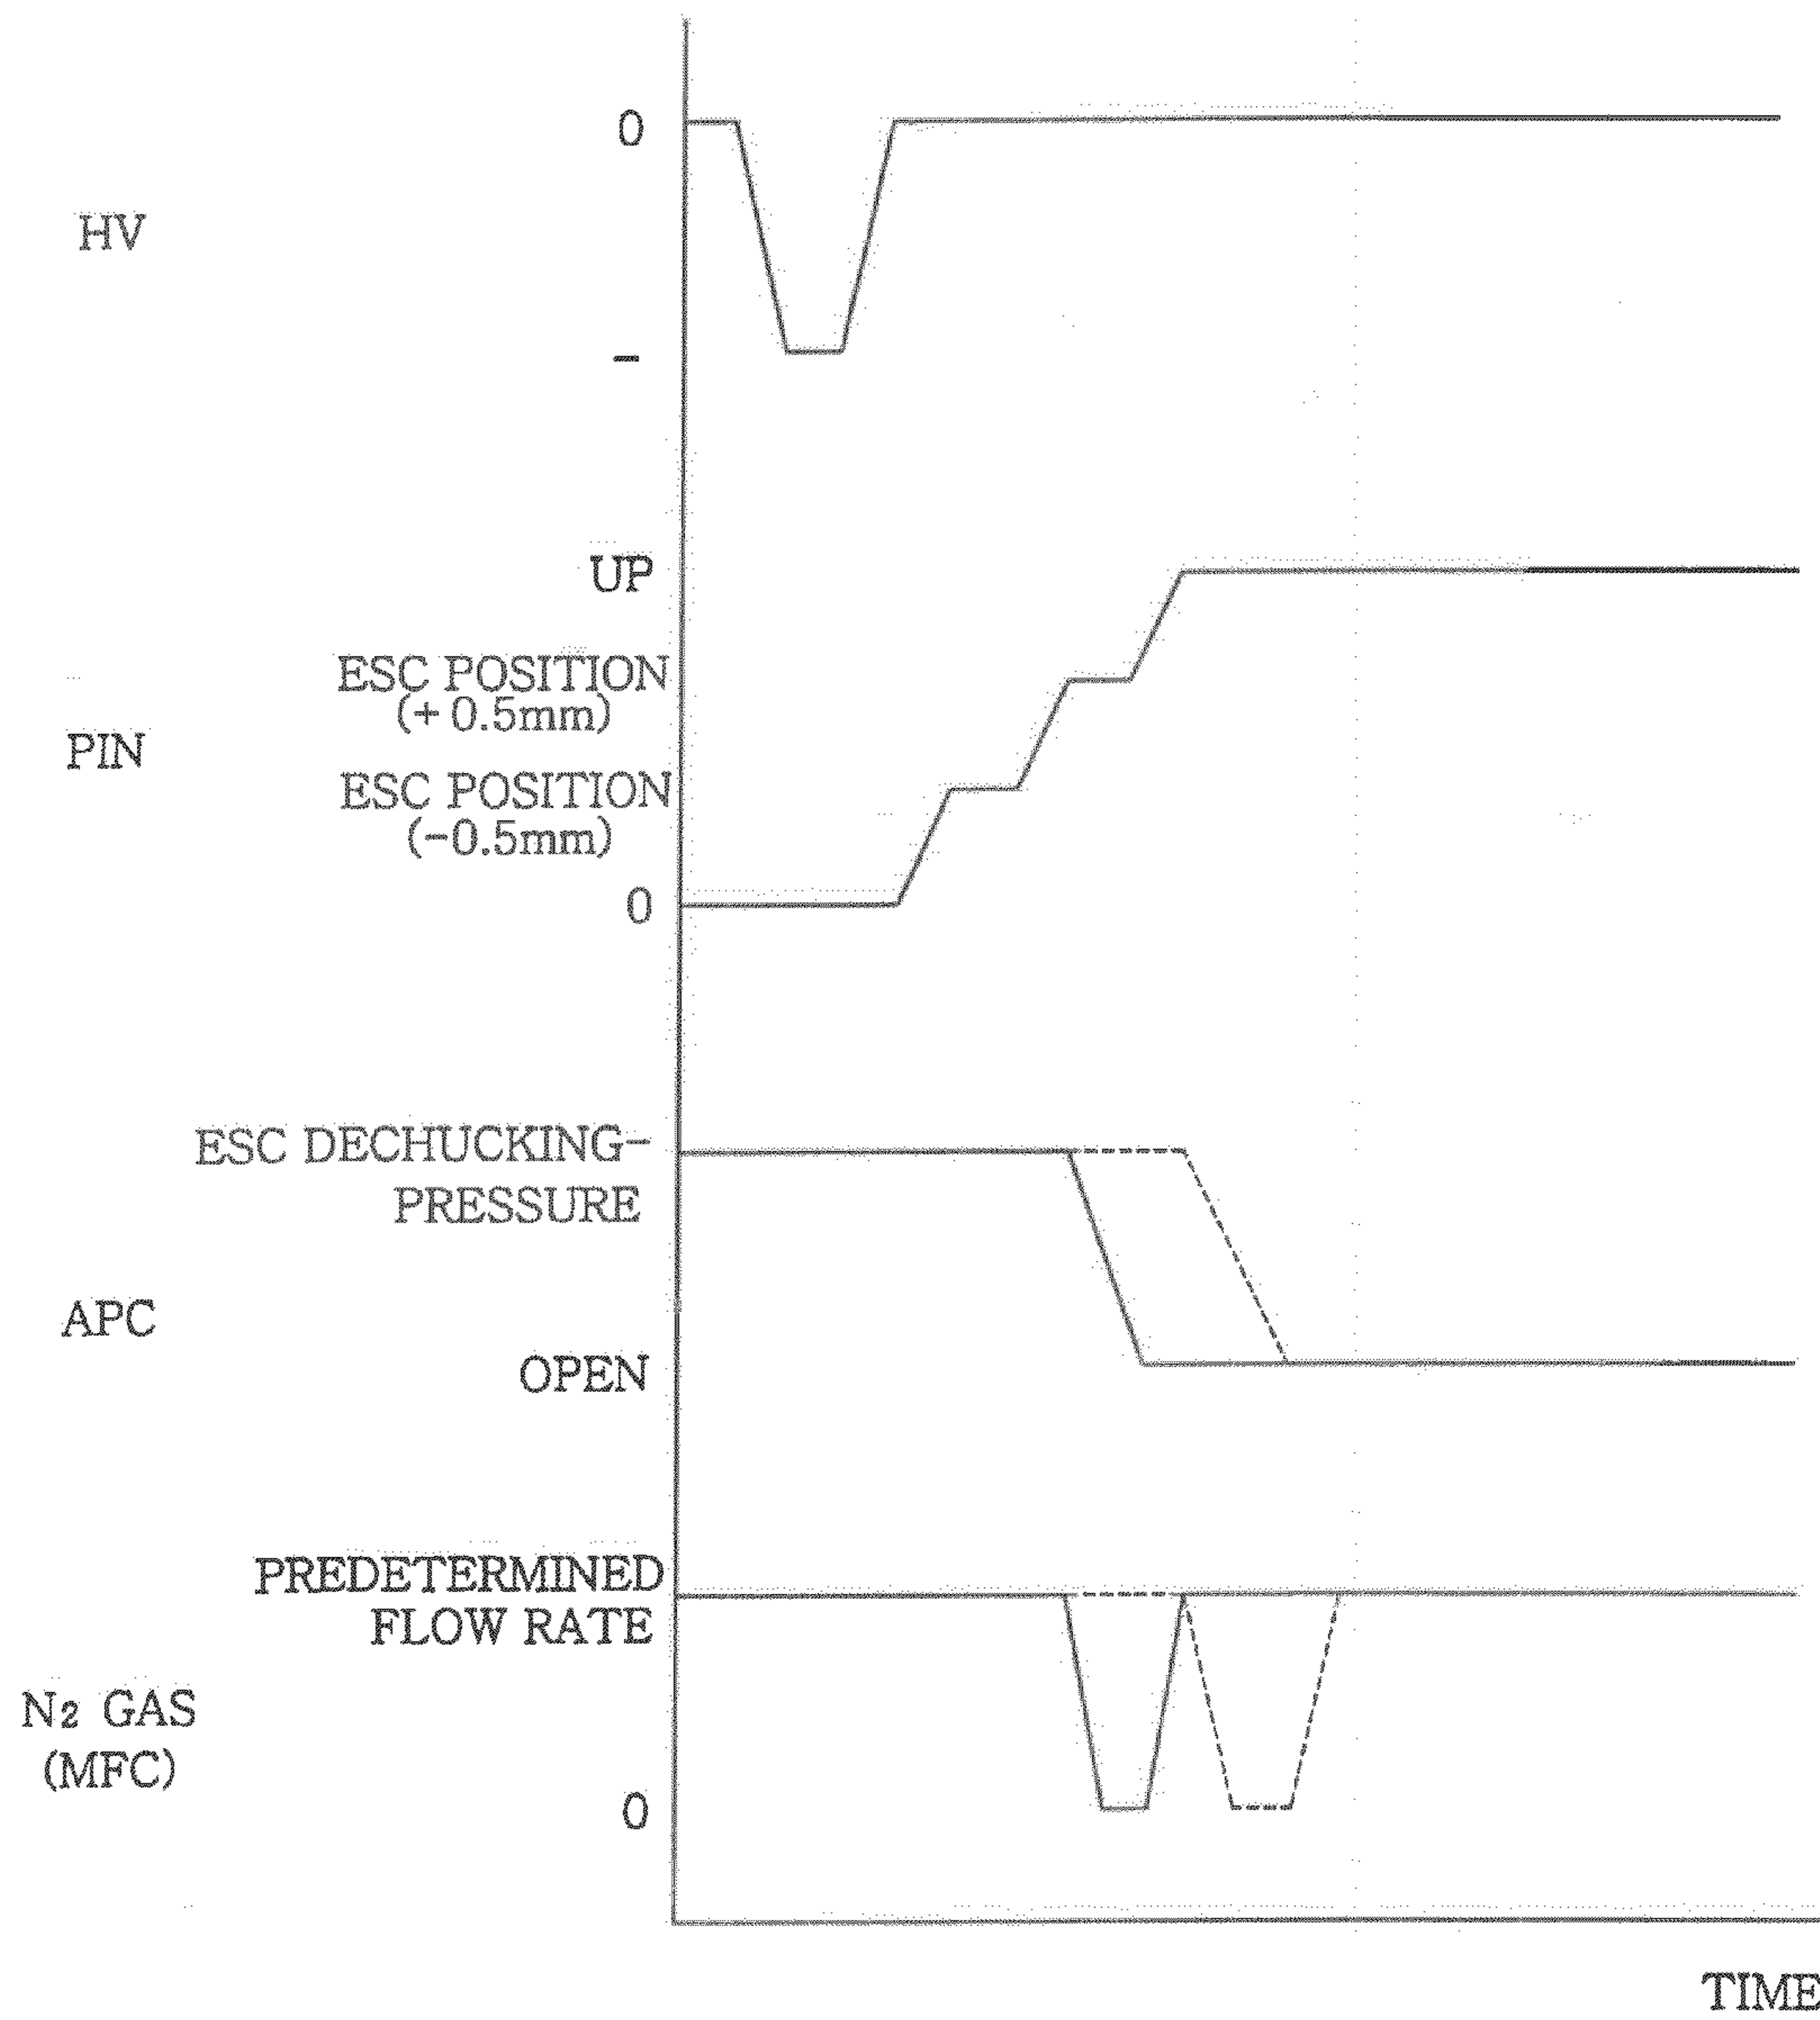 0
HV
-
UP
ESC POSITION
(+ 0.5mm)
PIN
ESC POSITION
(-0.5mm)
0
ESC DECHUCKING-
PRESSURE
APC
OPEN
PREDETERMINED
FLOW RATE
N2 GAS
(MFC)
0
TIME